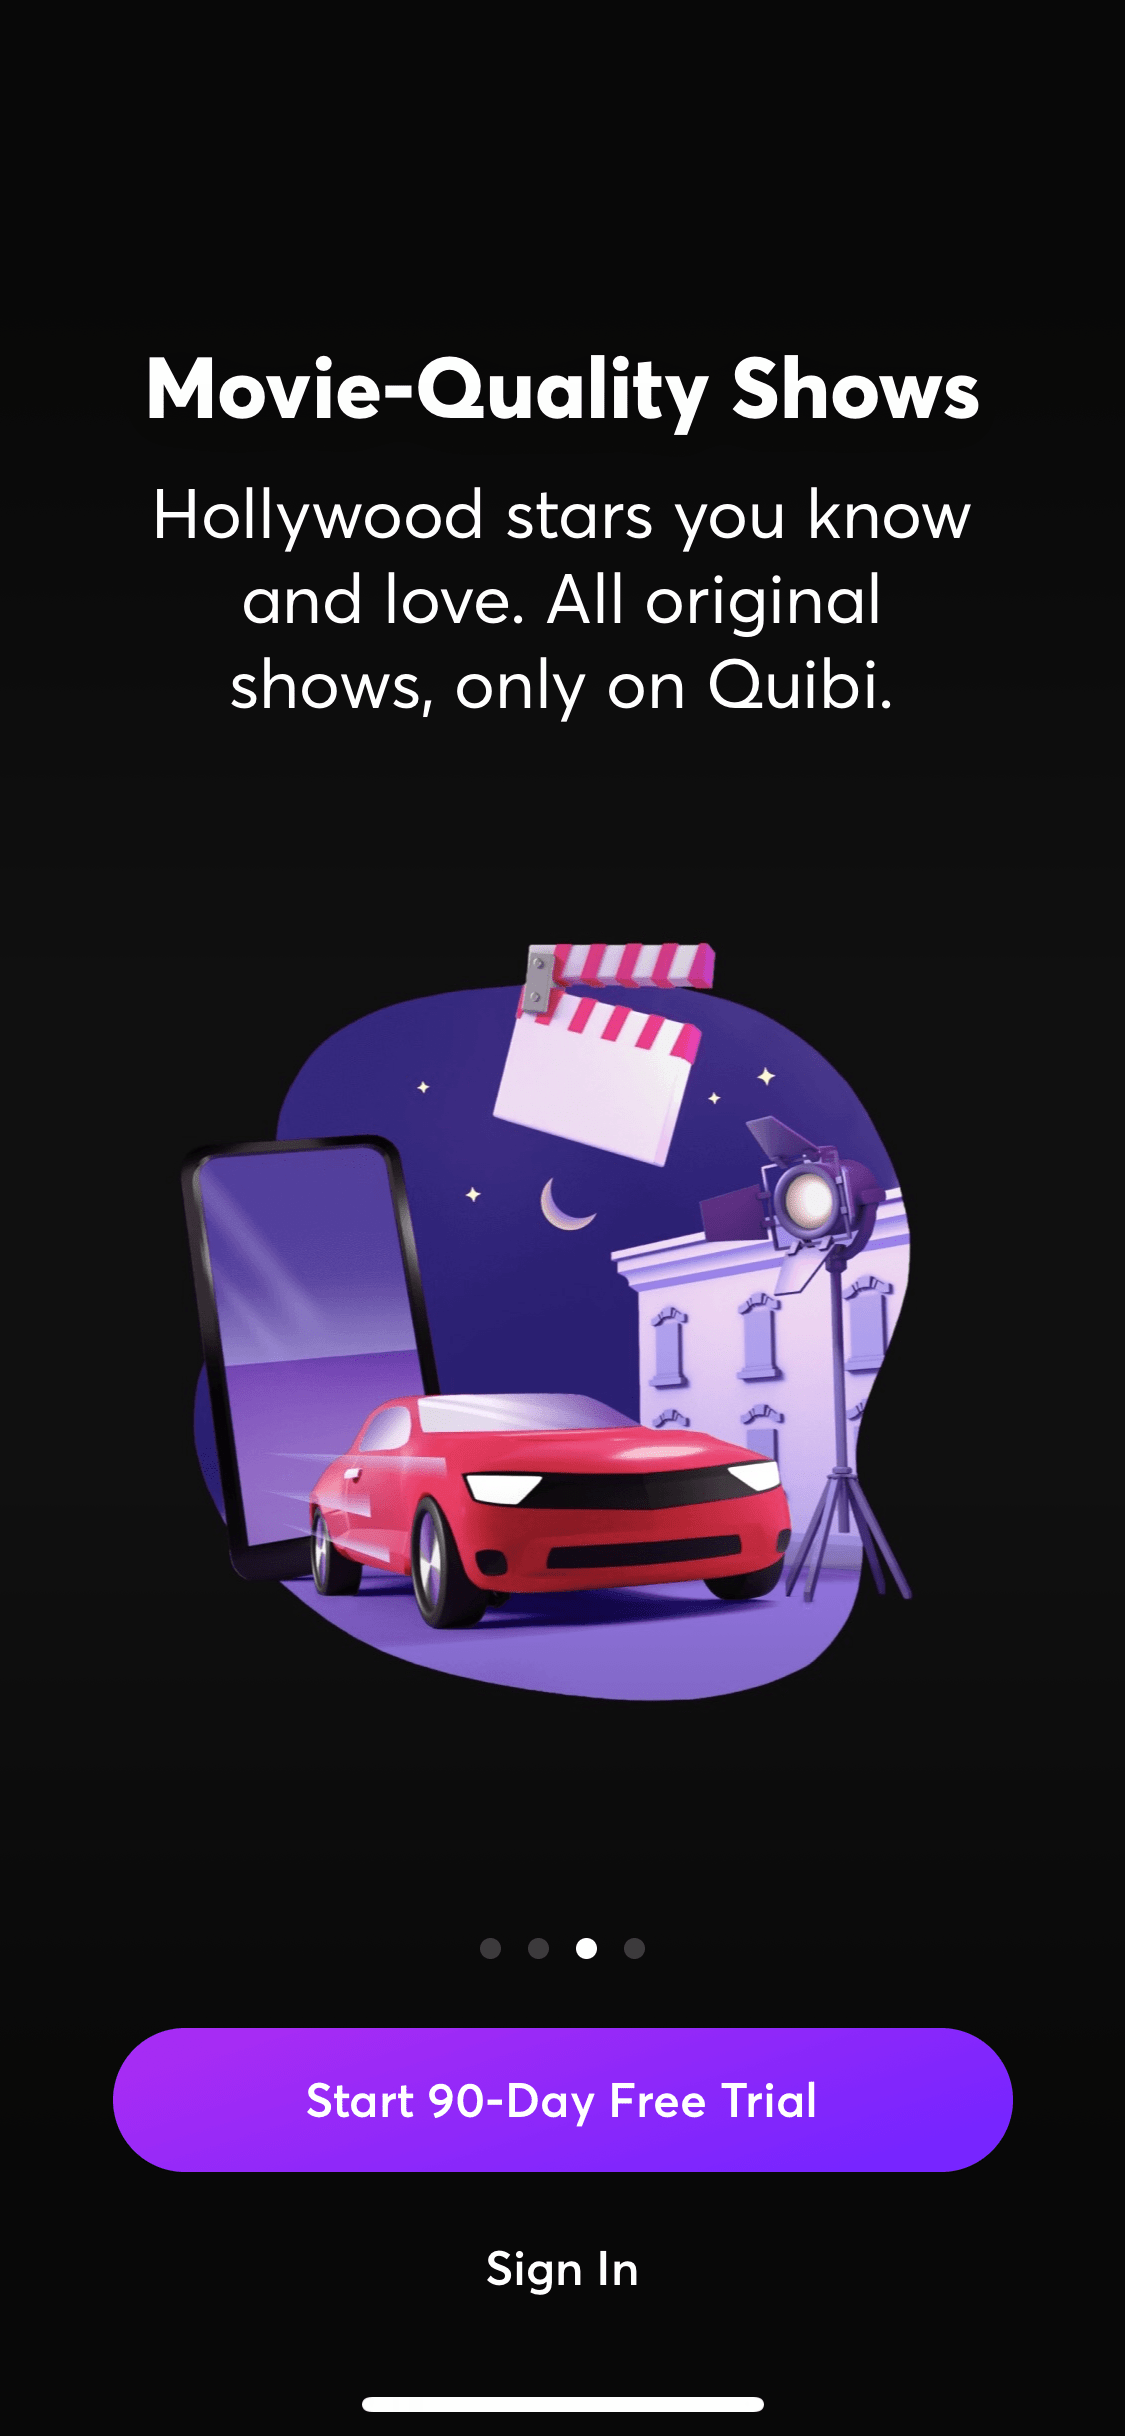 Movie-Quality Shows
Hollywood stars you know
and love. All original
shows, only on Quibi.
Start 90-Day Free Trial
Sign In